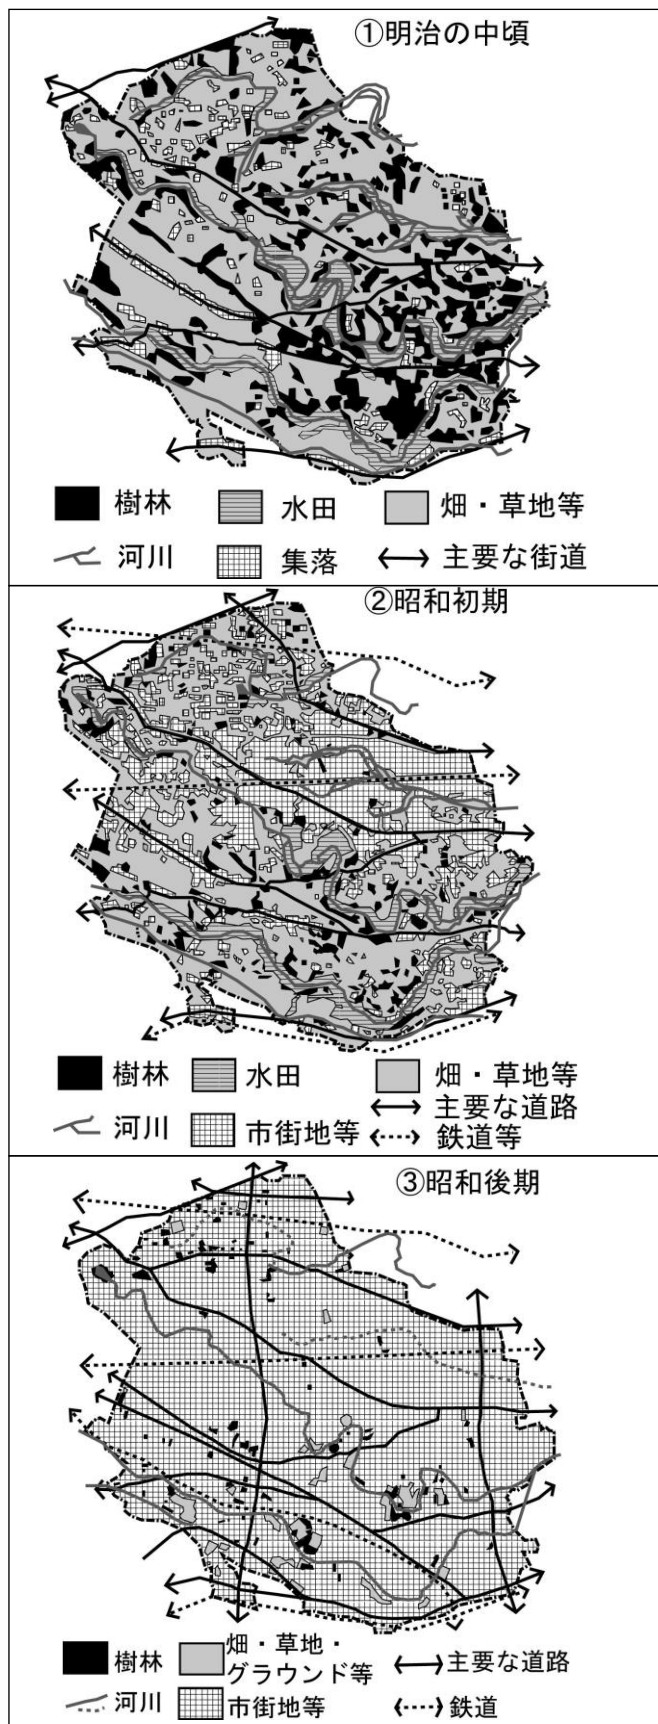 ①明治の中頃
樹林 水田 畑・草地等
河川 集落 主要な街道
②昭和初期
樹林 水田 畑・草地等
主要な道路
河川 市街地等 鉄道等
③昭和後期
樹林 畑・草地・
グラウンド等 主要な道路
河川 市街地等 鉄道